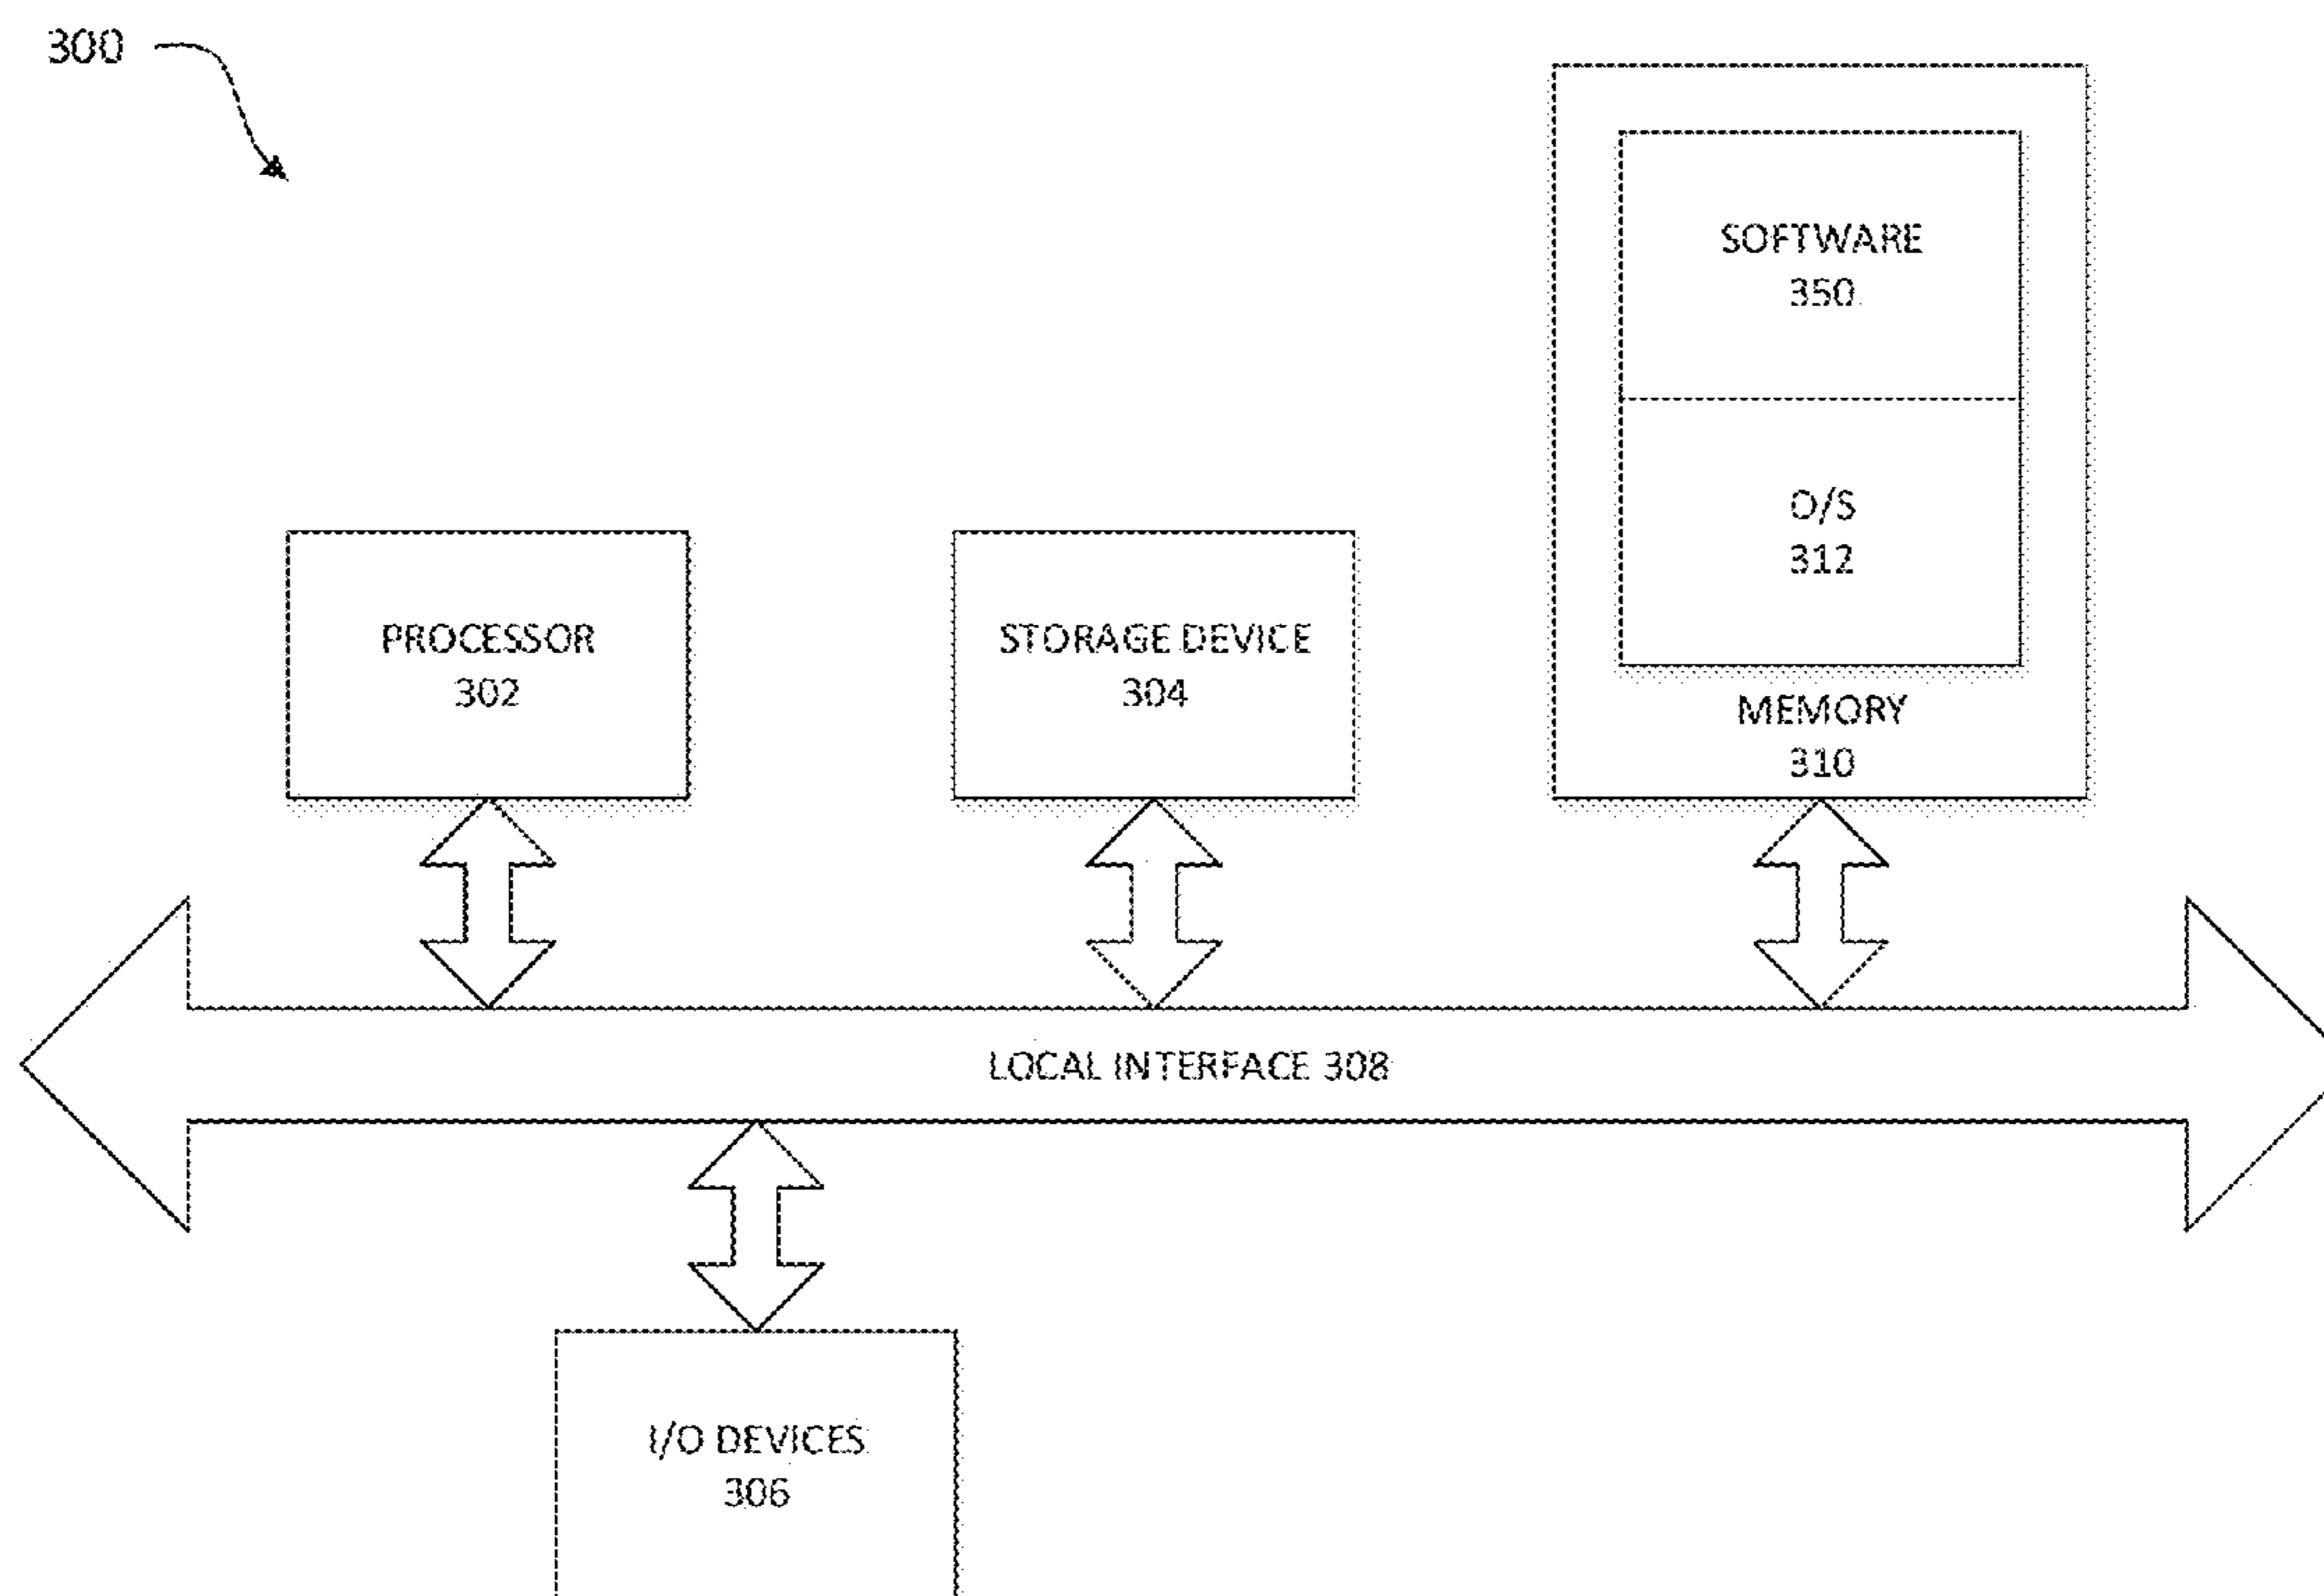 300
SOFTWARE
350
O/S
312
PROCESSOR
302
STORAGE DEVICE
304
MEMORY
310
LOCAL INTERFACE 308
I/O DEVICES
306